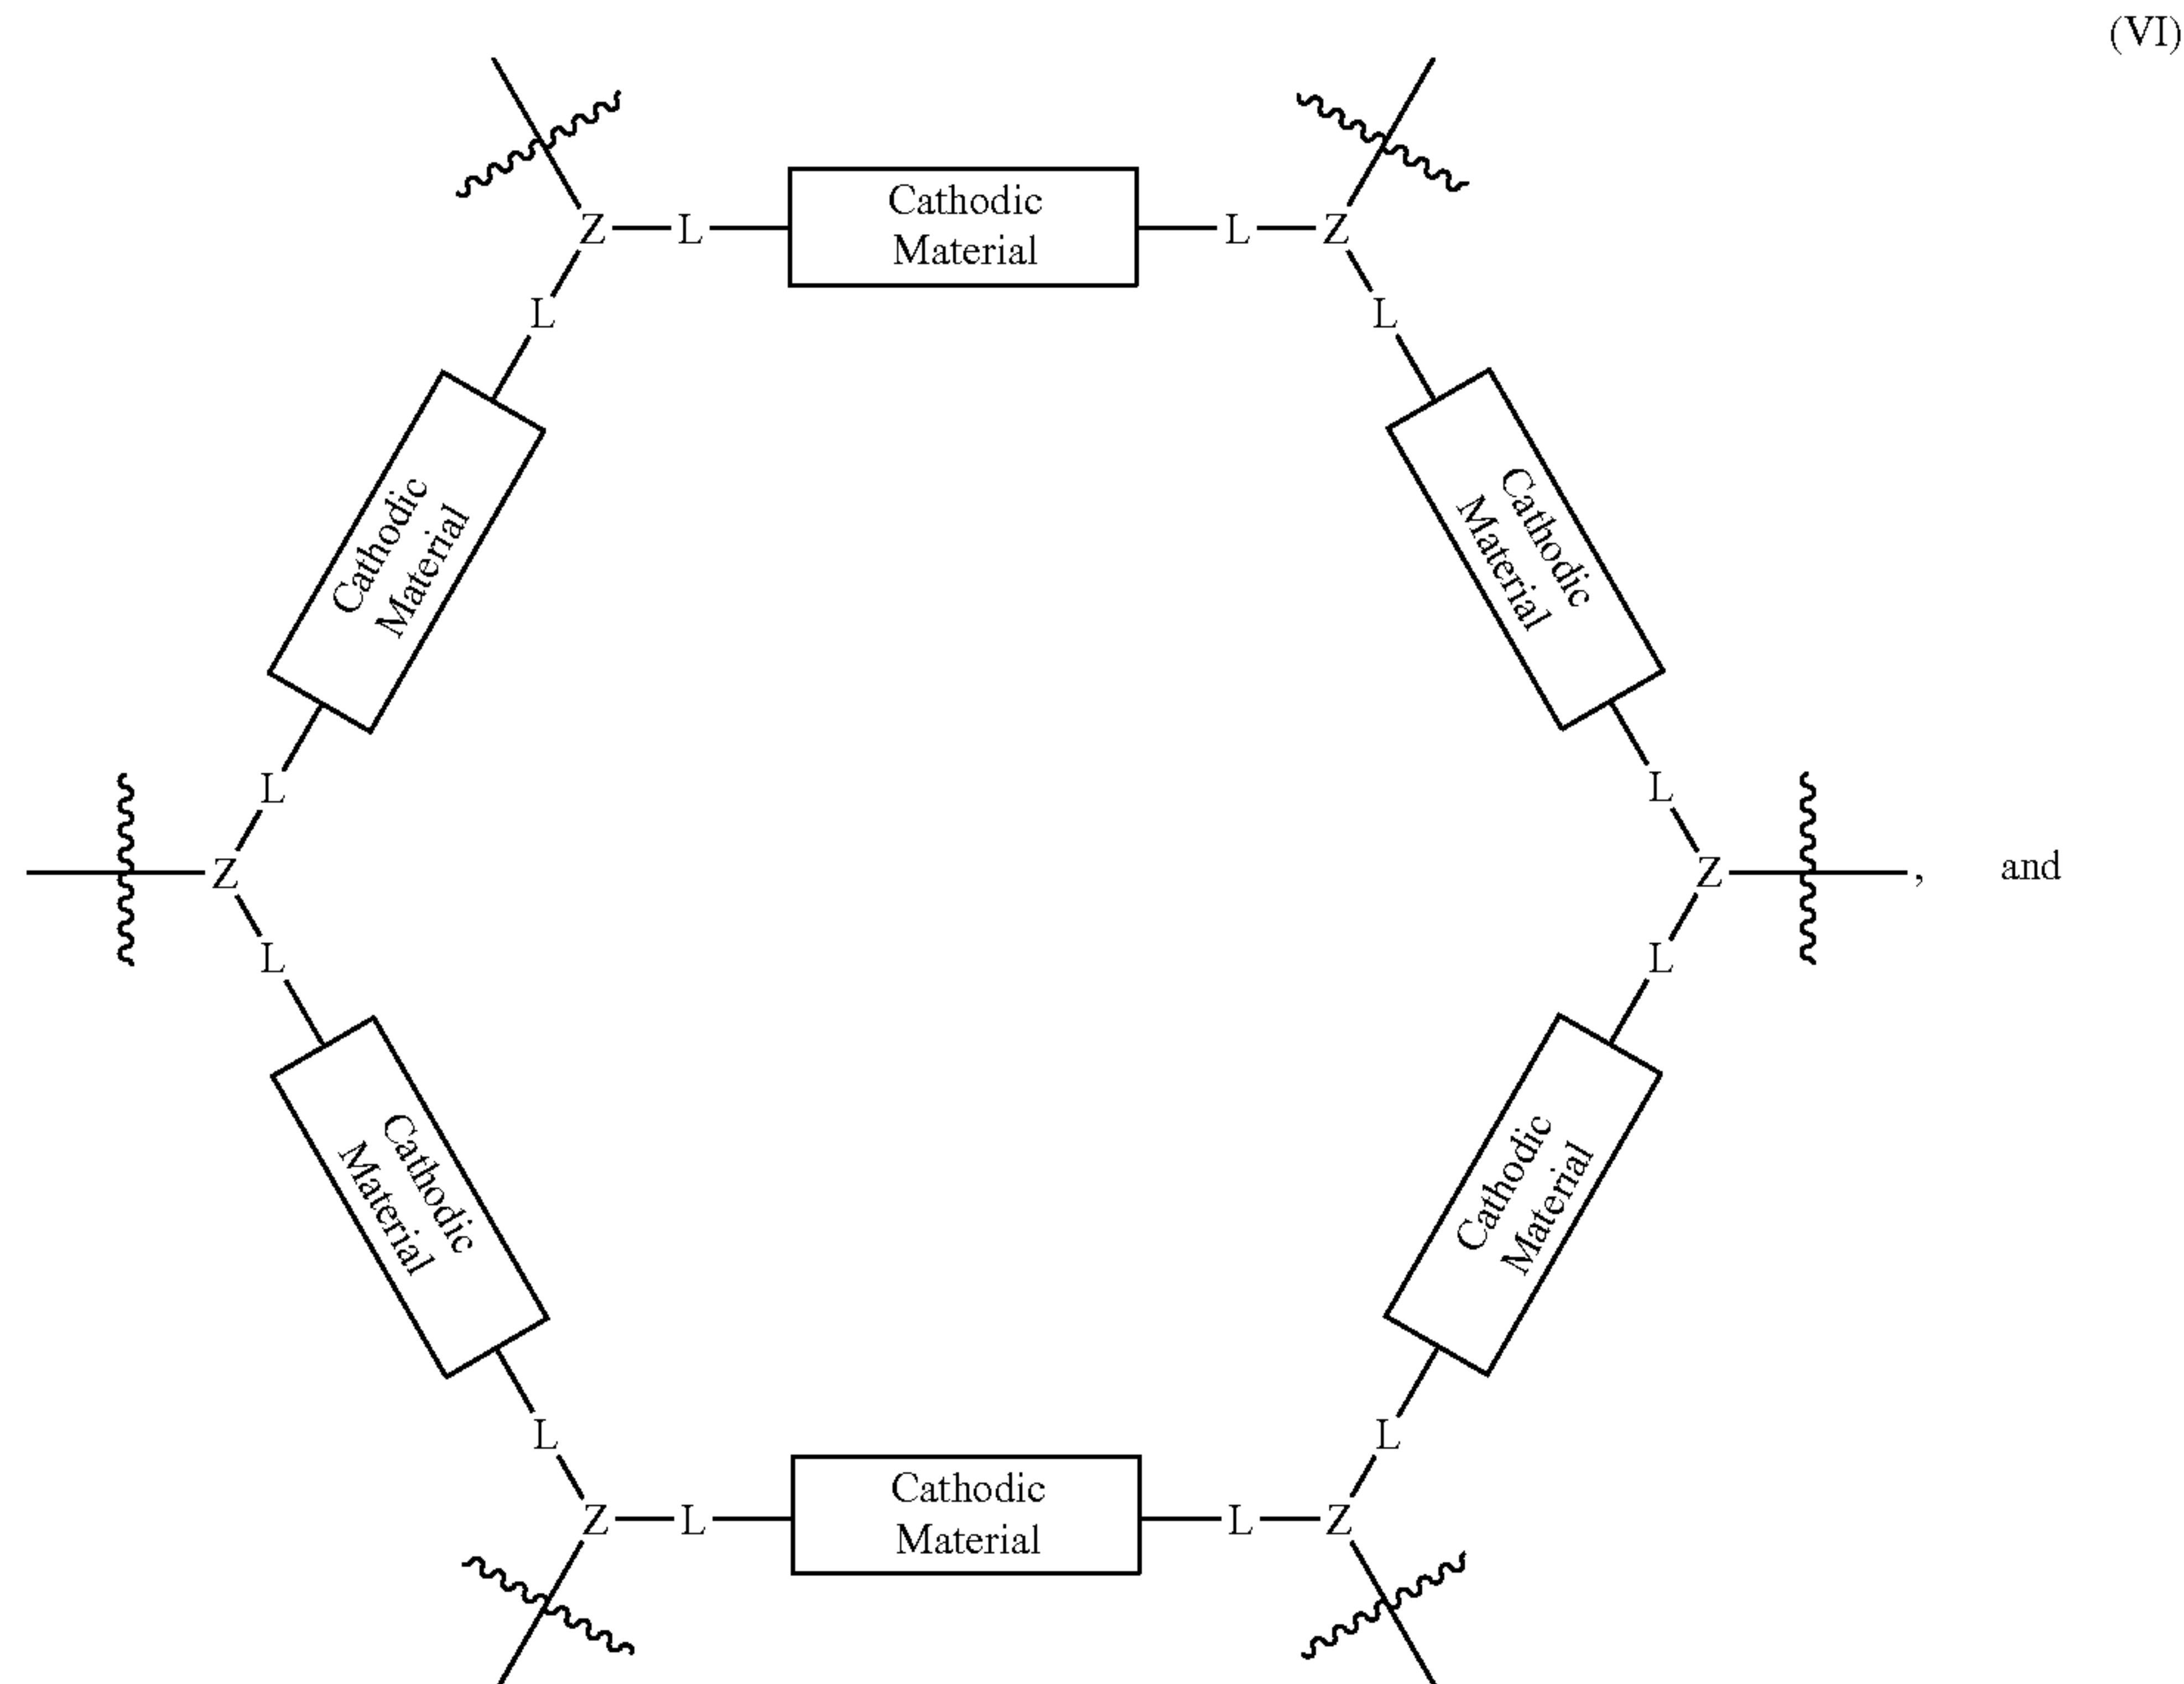 (VI)
Z—L— Cathodic —L—Z
Material
L L
Cathodic Cathodic
Material Material
L L
Z Z , and
L L
Cathodic Cathodic
Material Material
L L
Z—L— Cathodic —L—Z
Material